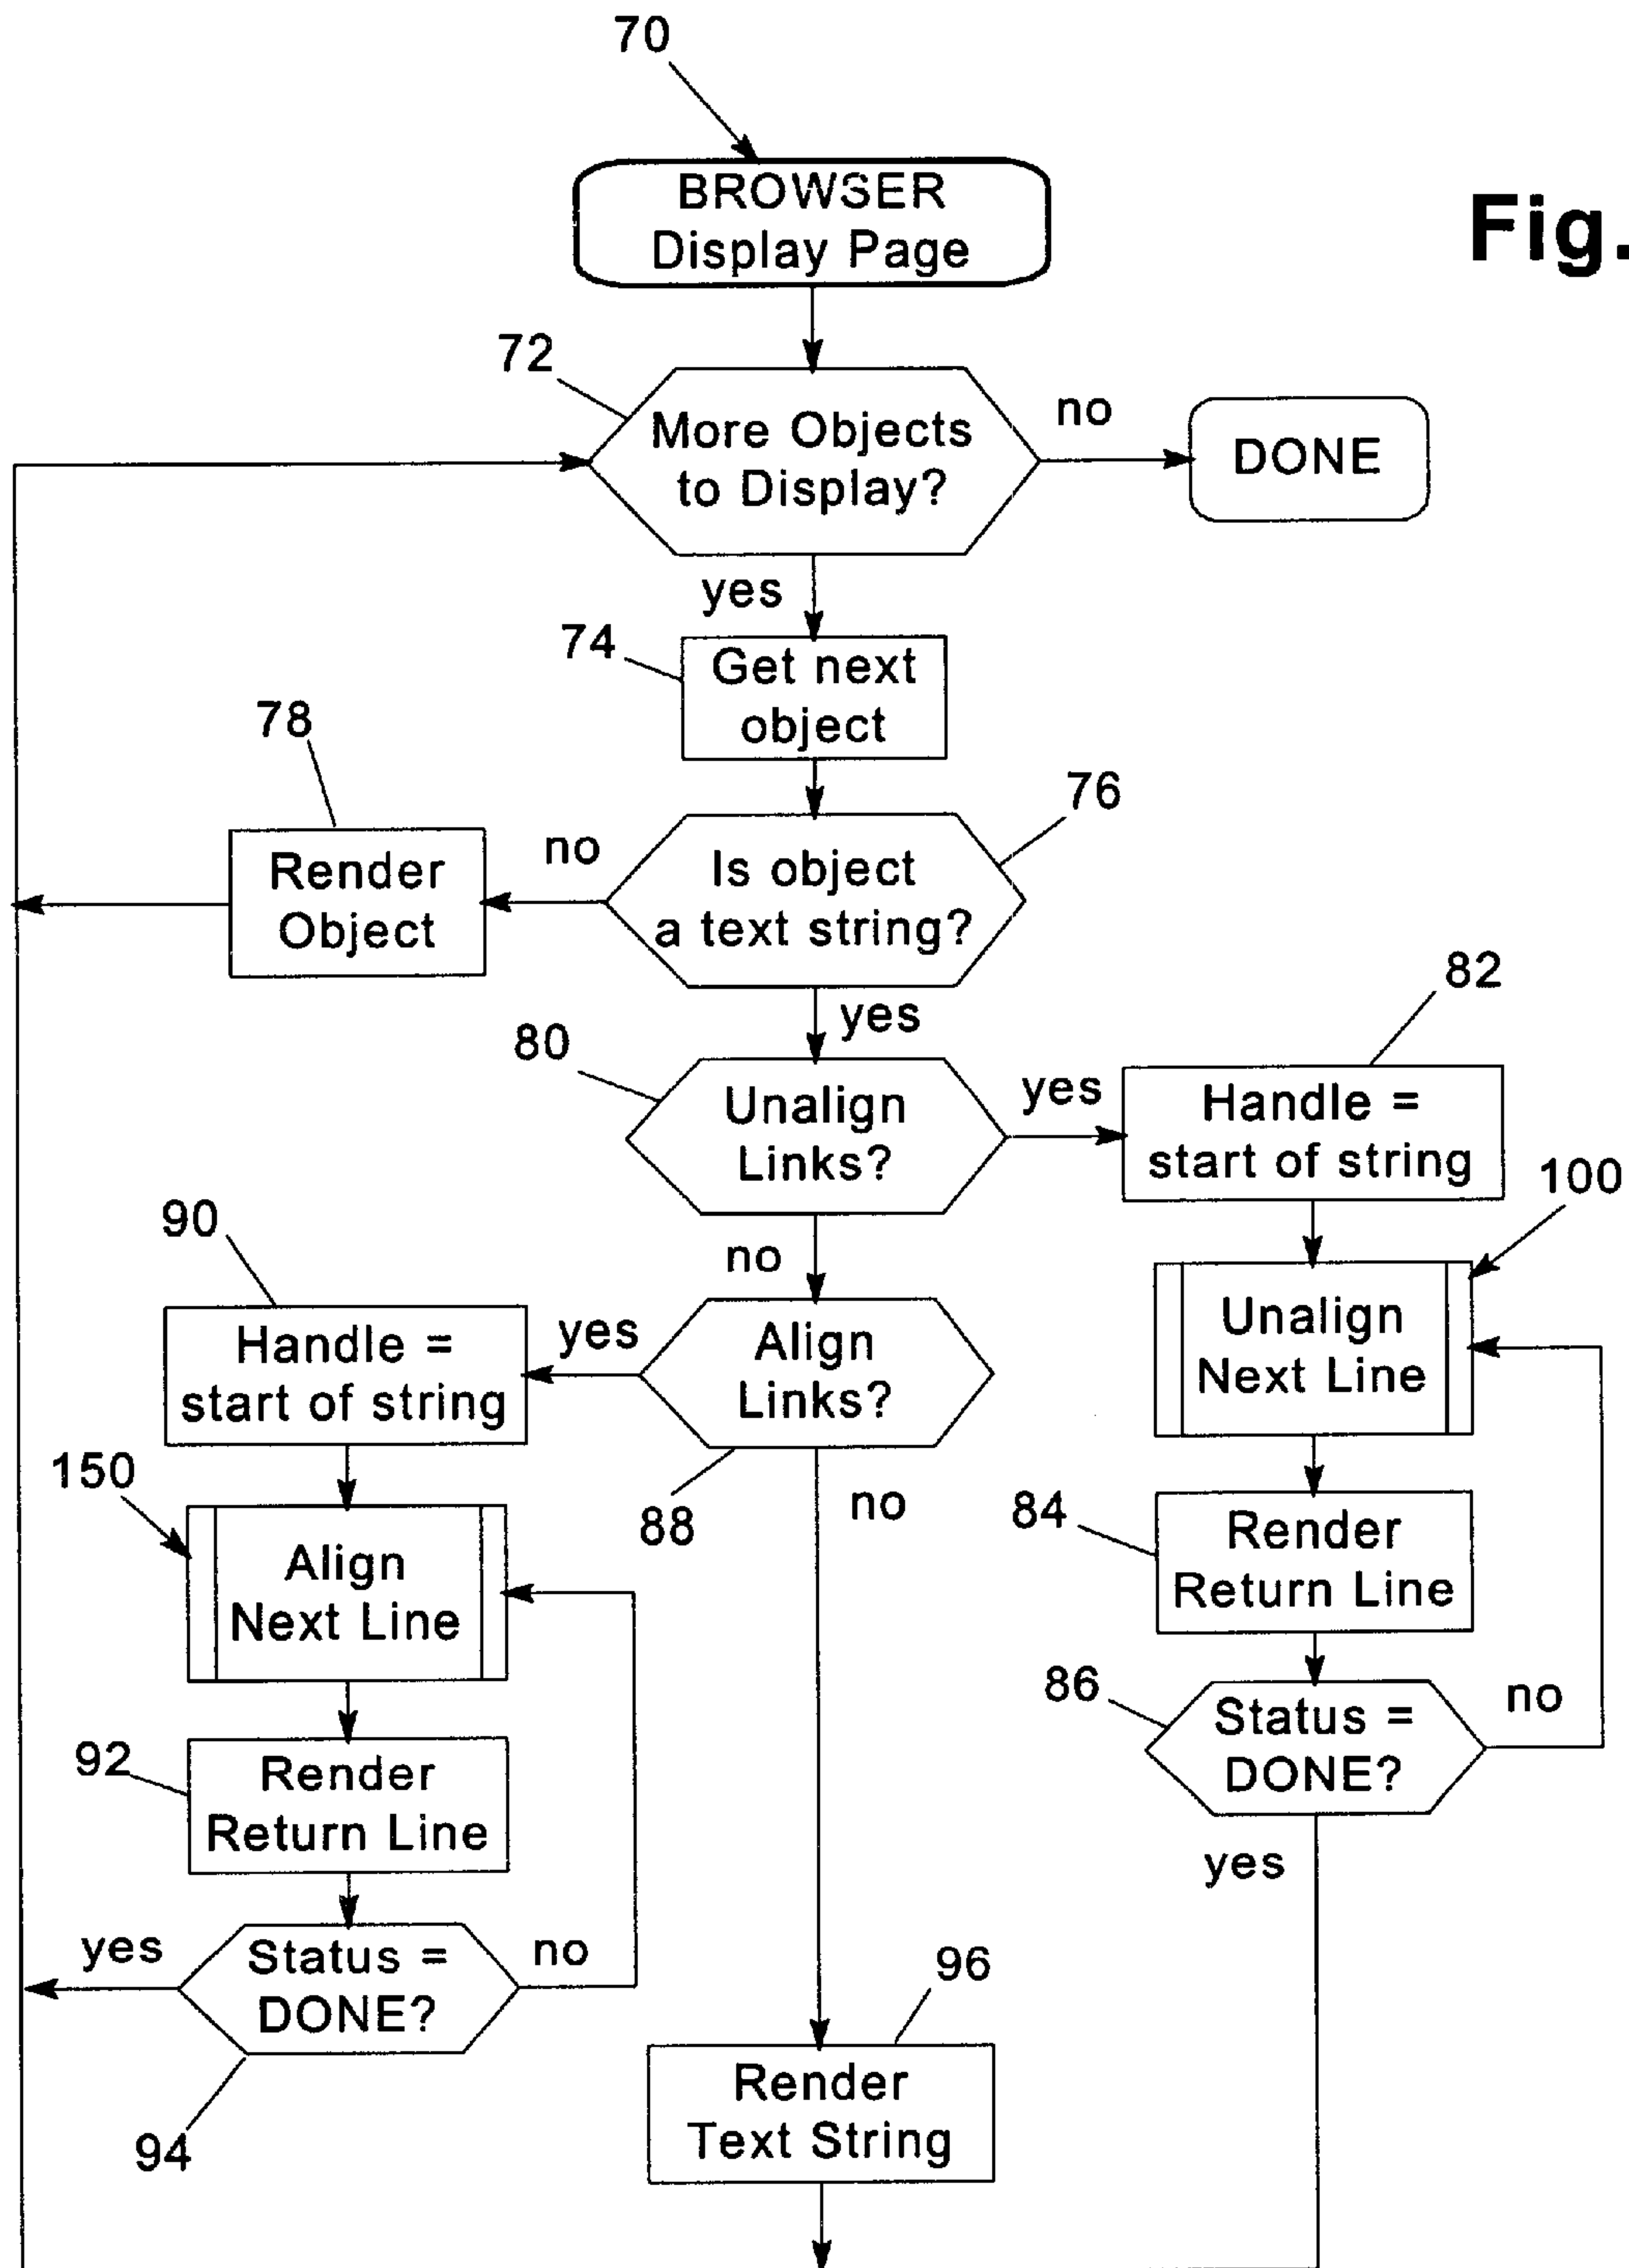 70
BROWSER
Display Page
Fig.
72
More Objects
to Display?
no
DONE
yes
74
Get next
object
78
Render
Object
no
76
Is object
a text string?
yes
80
Unalign
Links?
yes
82
Handle =
start of string
100
Unalign
Next Line
no
90
Handle =
start of string
yes
Align
Links?
88
no
150
Align
Next Line
84
Render
Return Line
92
Render
Return Line
86
Status =
DONE?
no
yes
yes
Status =
DONE?
no
94
96
Render
Text String